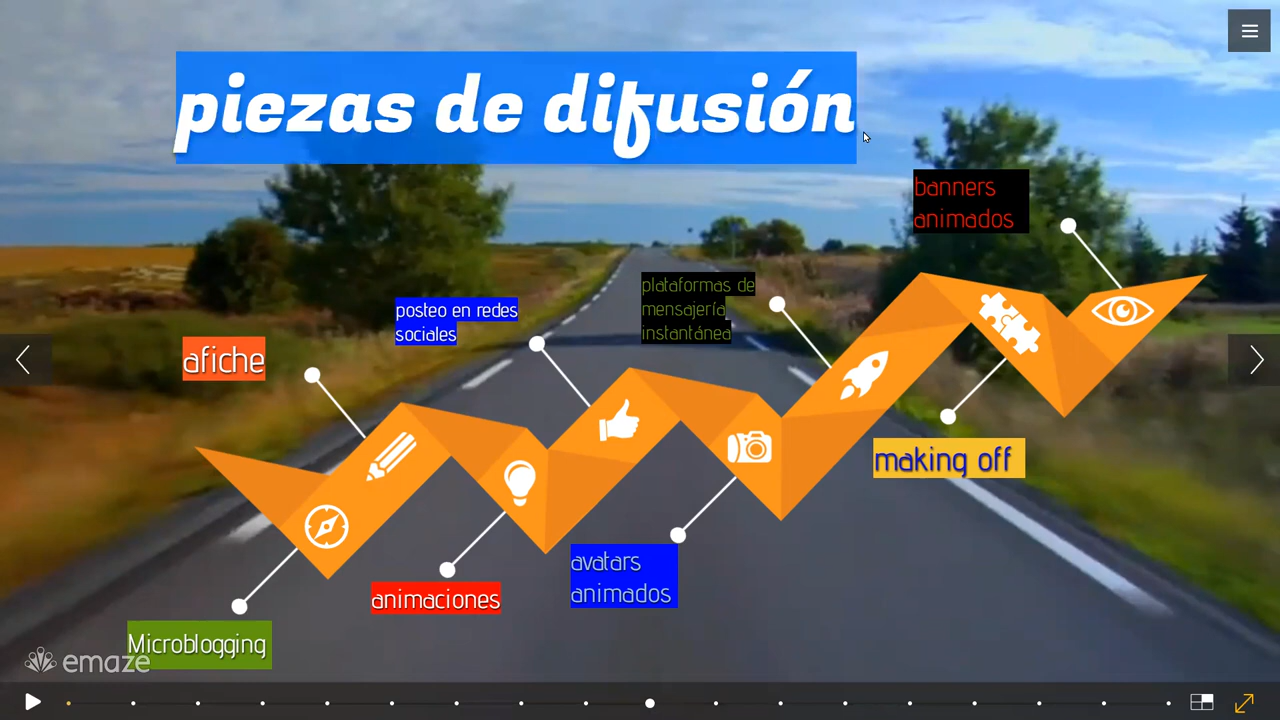 piezas de difusión
banners
animados
plataformas de
mensajería
instantánea
posteo en redes
sociales
afiche
making off
avatars
animados
animaciones
Microblogging
emaze